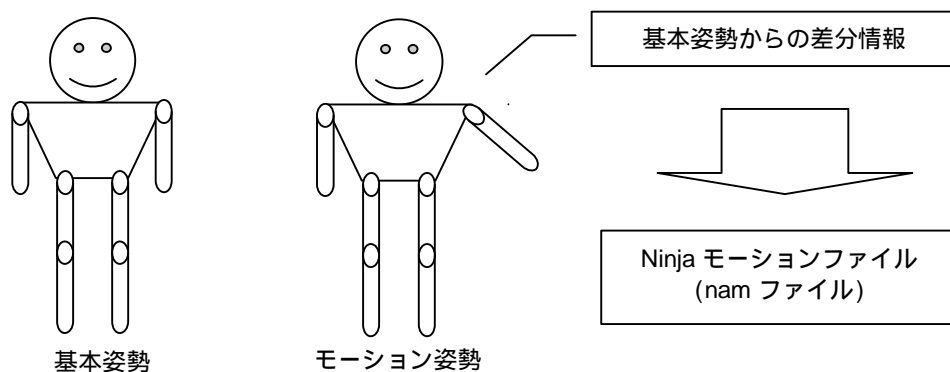 基本姿勢からの差分情報
Ninja モーションファイル
(nam ファイル)
基本姿勢
モーション姿勢